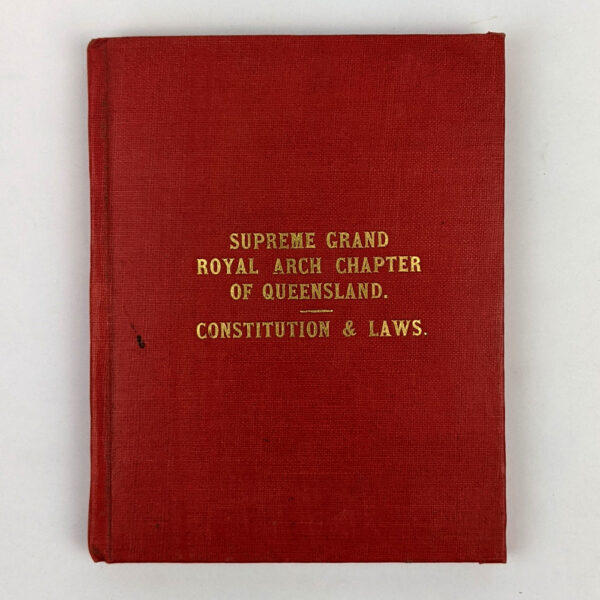 SUPREME GRAND
ROYAL ARCH CHAPTER
OF QUEENSLAND.
CONSTITUTION & LAWS.